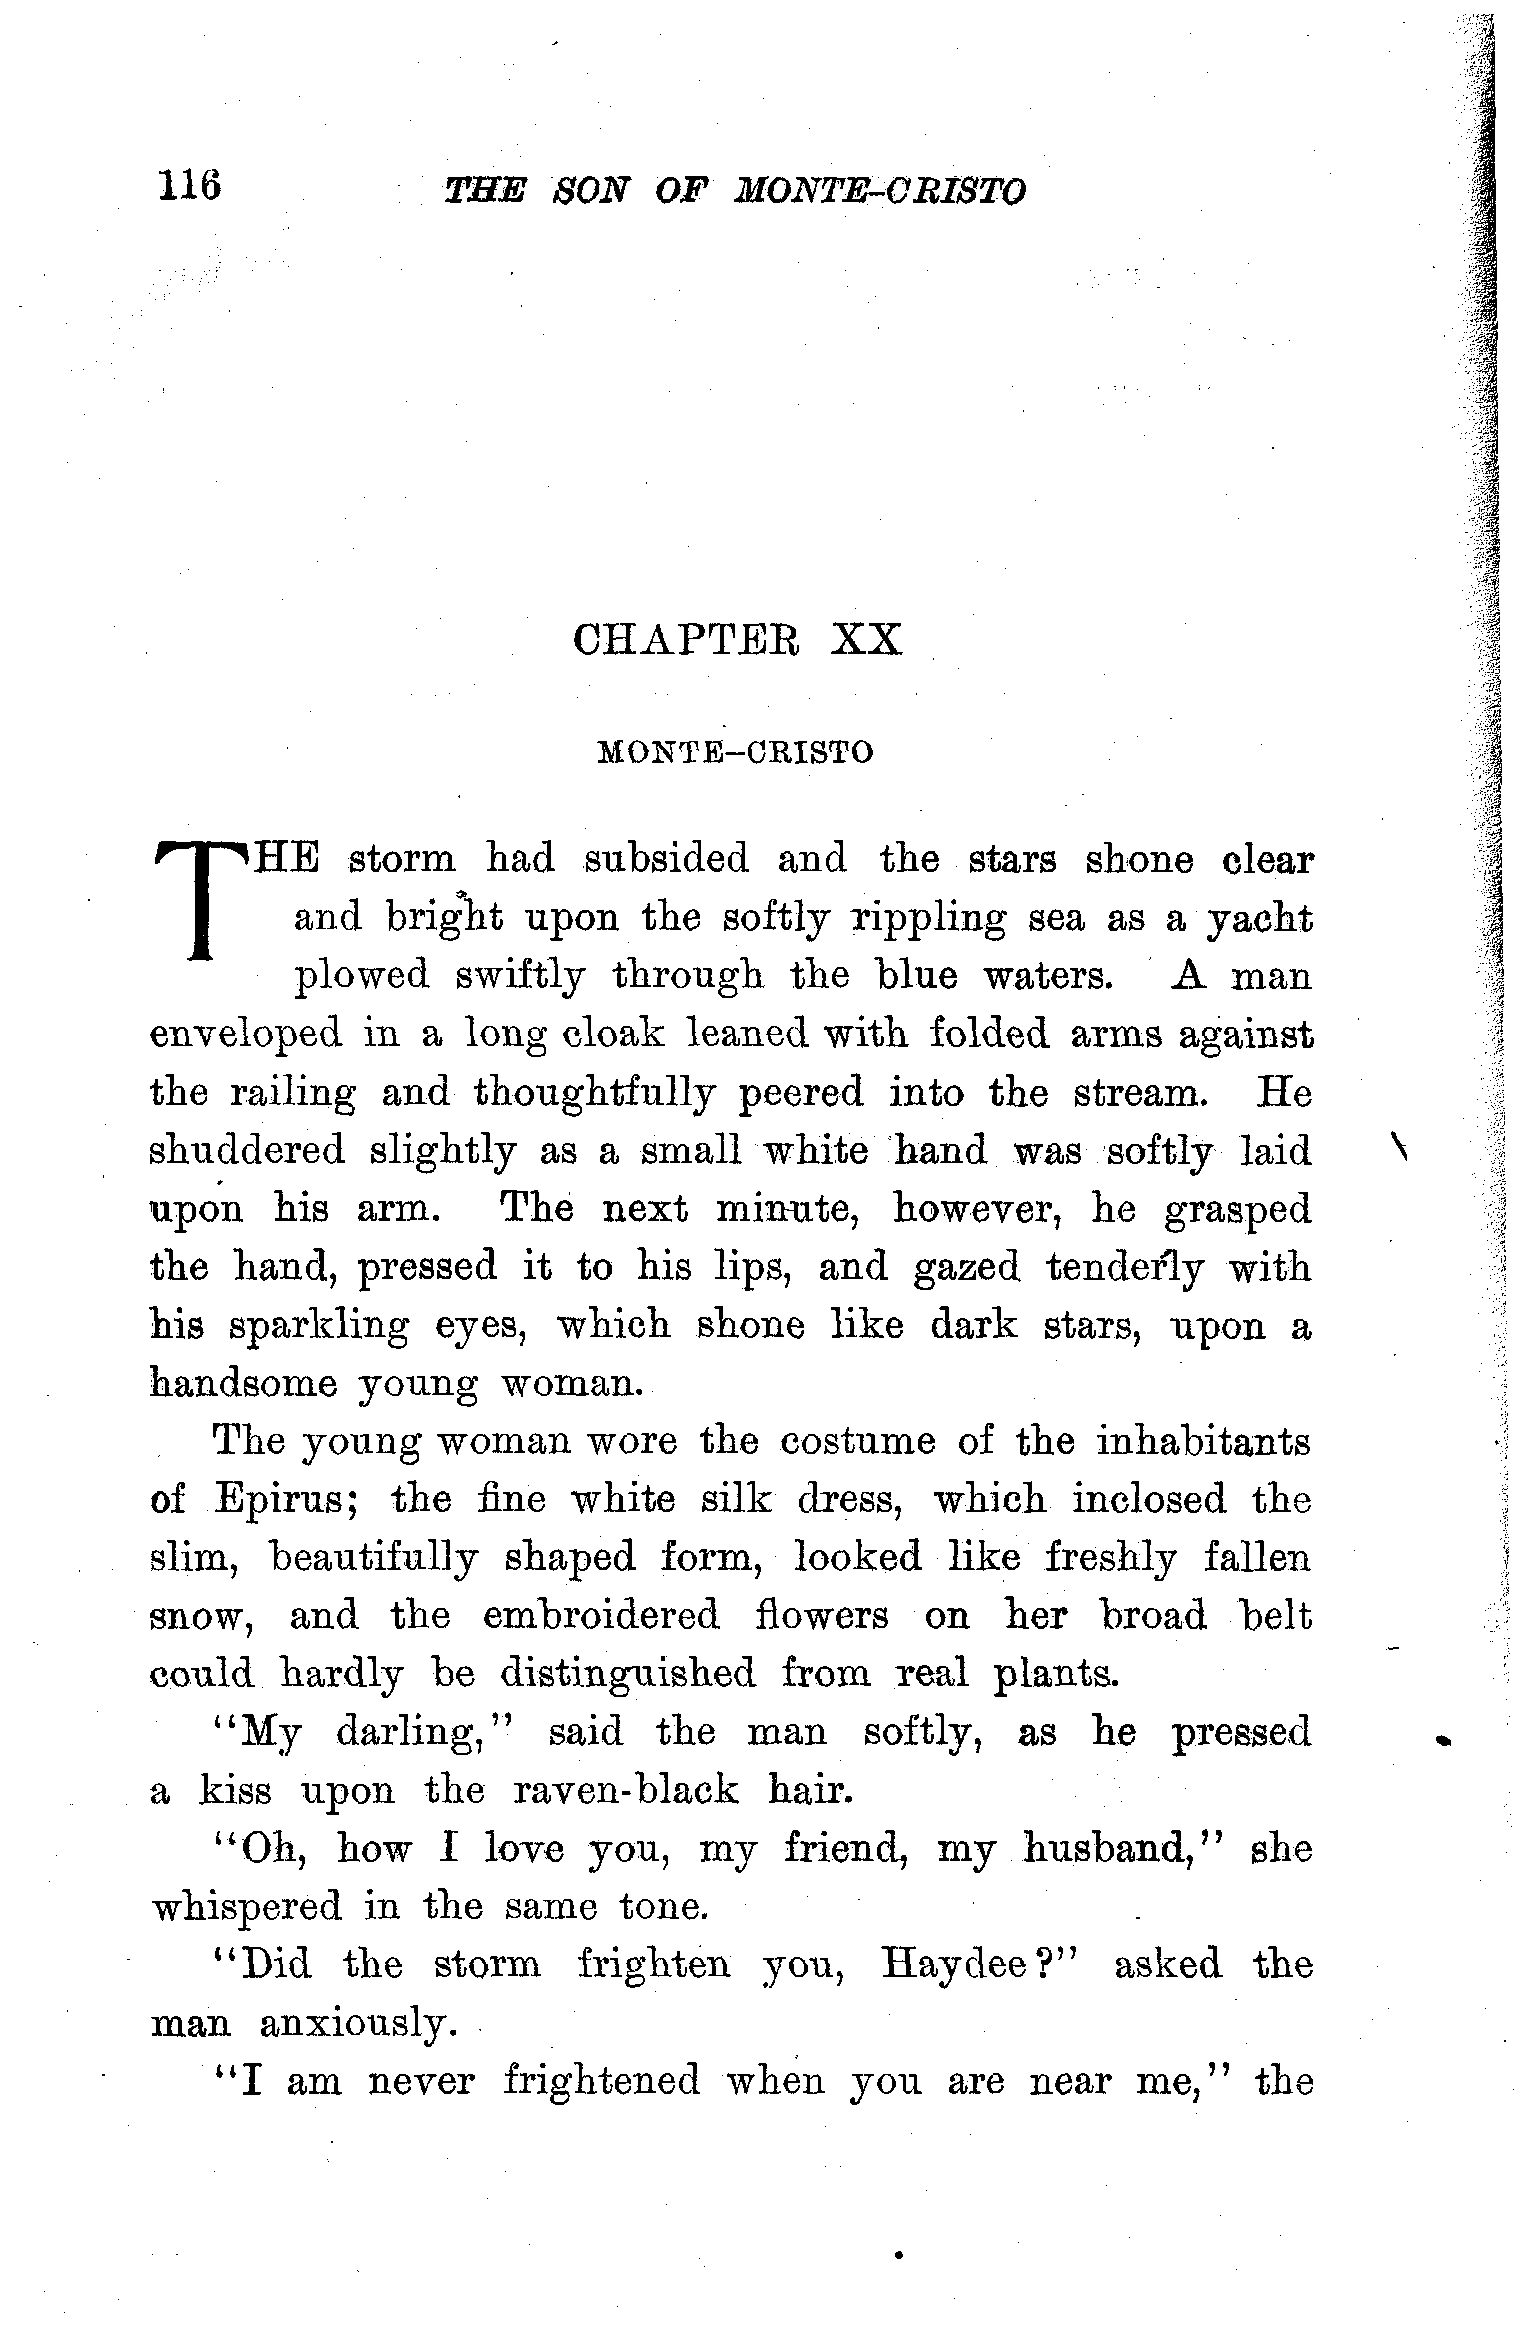 116 THE SON OF MONTE-CRISTO
CHAPTER XX
MONTE-CRISTO
THE storm had subsided and the stars shone clear
and bright upon the softly rippling sea as a yacht
plowed swiftly through the blue waters. A man
enveloped in a long cloak leaned with folded arms against
the railing and thoughtfully peered into the stream. He
shuddered slightly as a small white hand was softly laid
upon his arm. The next minute, however, he grasped
the hand, pressed it to his lips, and gazed tenderly with
his sparkling eyes, which shone like dark stars, upon a
handsome young woman.
The young woman wore the costume of the inhabitants
of Epirus; the fine white silk dress, which inclosed the
slim, beautifully shaped form, looked like freshly fallen
snow, and the embroidered flowers on her broad belt
could hardly be distinguished from real plants.
“My darling,” said the man softly, as he pressed
a kiss upon the raven-black hair.
“Oh, how I love you, my friend, my husband,” she
whispered in the same tone.
“Did the storm frighten you, Haydee?” asked the
man anxiously.
“I am never frightened when you are near me,” the